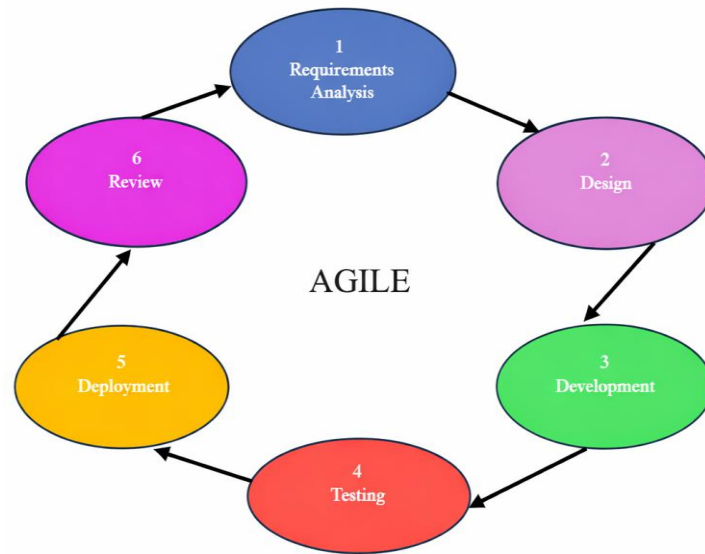 1
Requirements
Analysis
2
Design
3
Development
4
Testing
5
Deployment
6
Review
AGILE